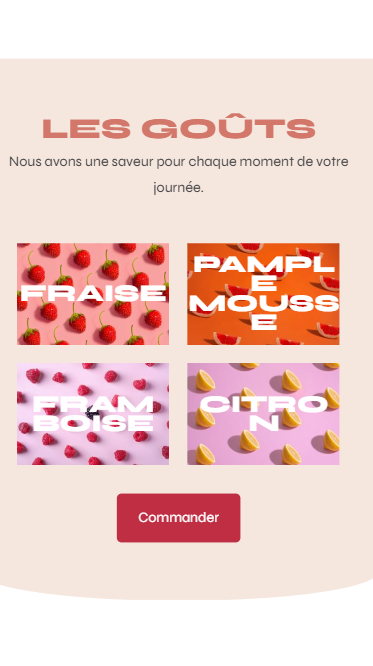 LES GOÛTS
Nous avons une saveur pour chaque moment de votre
journée.
FRAISE
PAMPL
E
MOUSS
E
FRAM
BOISE
CITRO
N
Commander